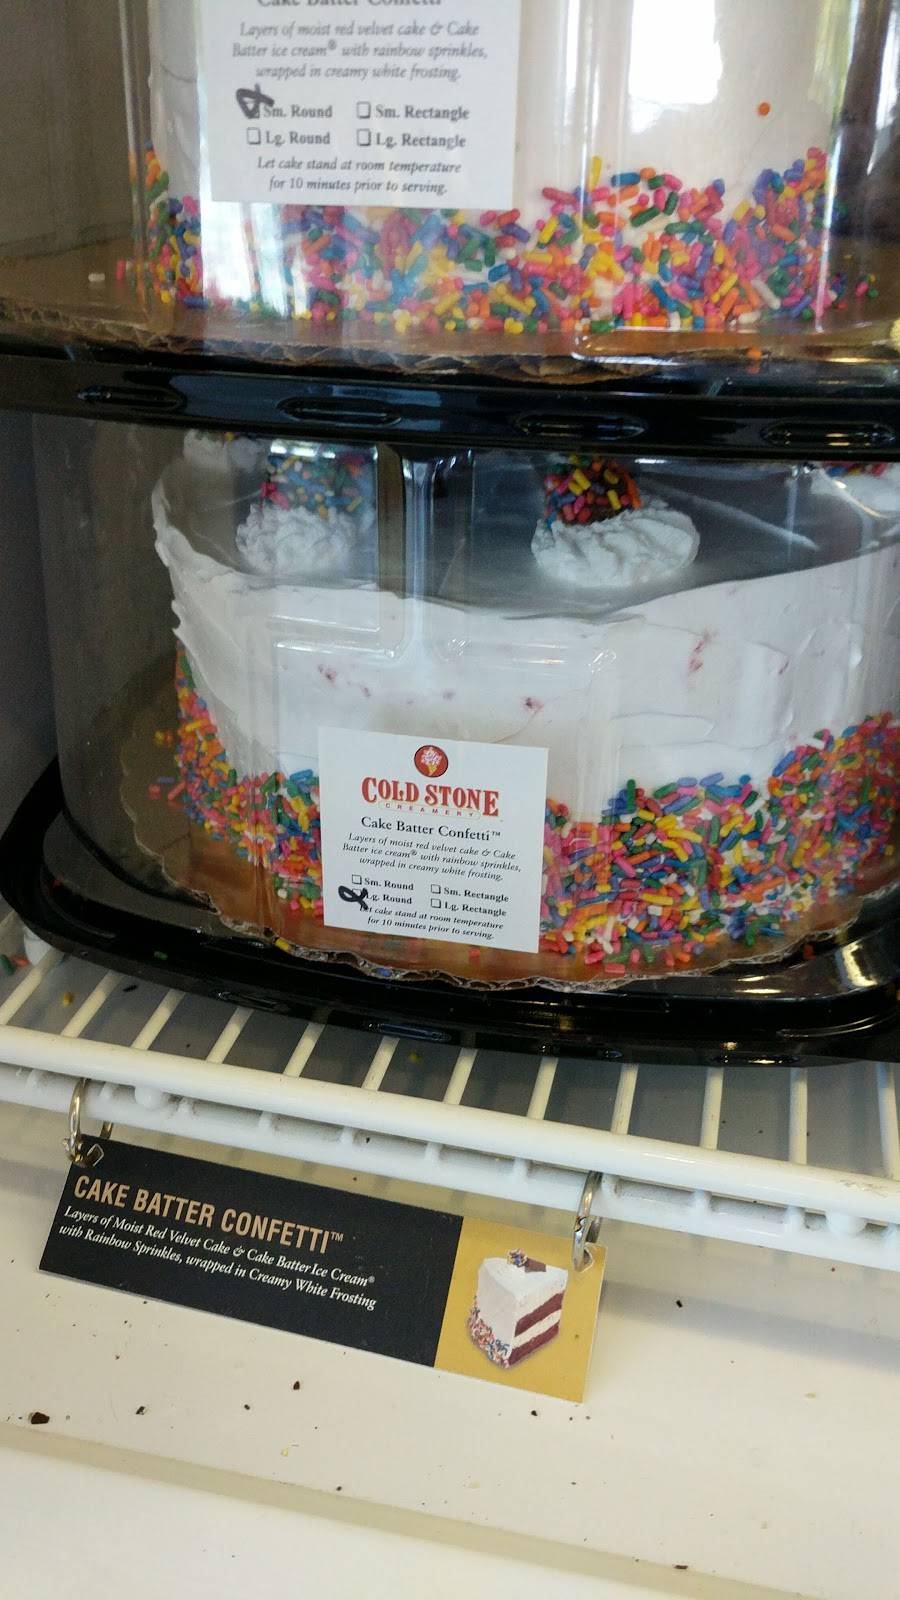 Cake Batter Confetti™
Layers of moist red velvet cake & Cake
Batter ice cream® with rainbow sprinkles,
wrapped in creamy white frosting.
Sm. Round Sm. Rectangle
Lg. Round Lg. Rectangle
Let cake stand at room temperature
for 10 minutes prior to serving.
COLD STONE
CREAMERY
Cake Batter Confetti™
Layers of moist red velvet cake & Cake
Batter ice cream® with rainbow sprinkles,
wrapped in creamy white frosting.
Sm. Round Sm. Rectangle
Lg. Round Lg. Rectangle
Let cake stand at room temperature
for 10 minutes prior to serving.
CAKE BATTER CONFETTI™
Layers of Moist Red Velvet Cake & Cake Batter Ice Cream®
with Rainbow Sprinkles, wrapped in Creamy White Frosting